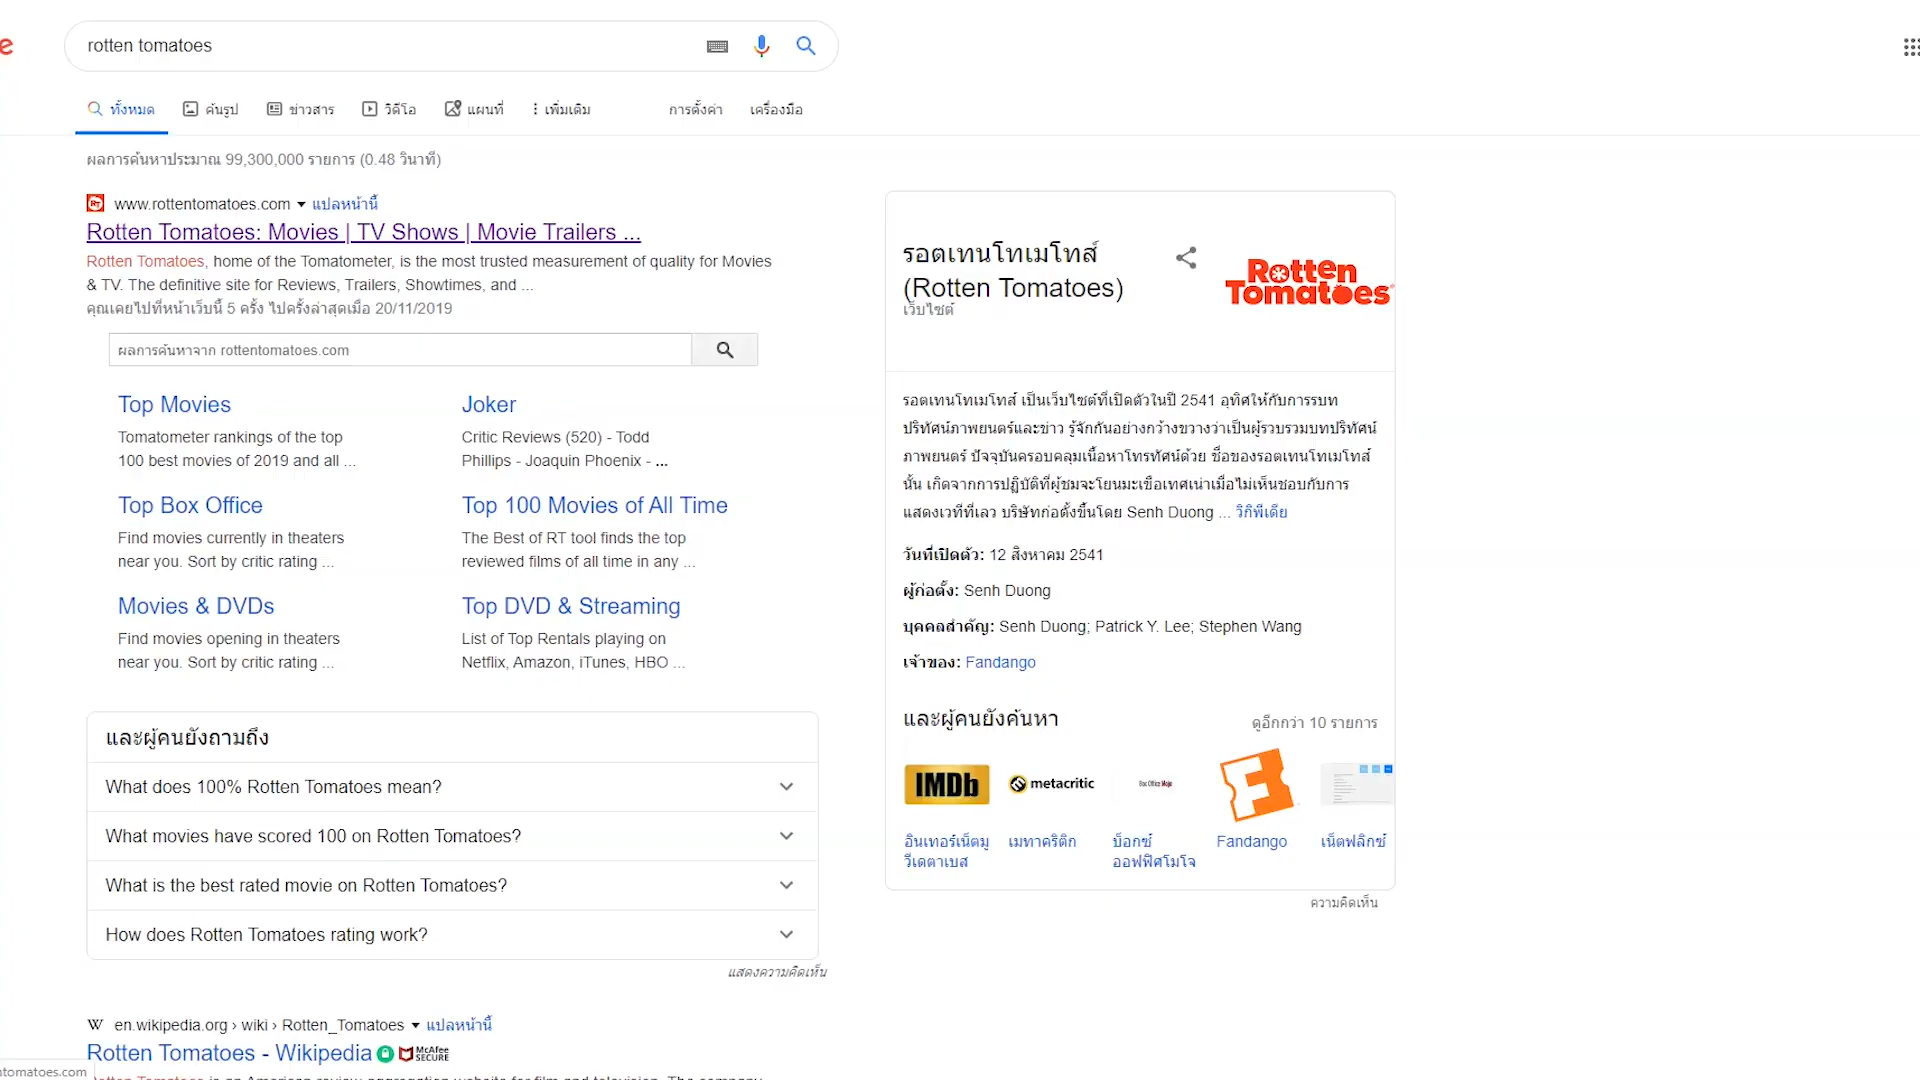 e
rotten tomatoes
ทั้งหมด ค้นรูป ข่าวสาร วิดีโอ แผนที่ เพิ่มเติม การตั้งค่า เครื่องมือ
ผลการค้นหาประมาณ 99,300,000 รายการ (0.48 วินาที)
www.rottentomatoes.com แปลหน้านี้
Rotten Tomatoes: Movies | TV Shows | Movie Trailers ...
Rotten Tomatoes, home of the Tomatometer, is the most trusted measurement of quality for Movies
& TV. The definitive site for Reviews, Trailers, Showtimes, and ...
คุณเคยไปที่หน้าเว็บนี้ 5 ครั้ง ไปครั้งล่าสุดเมื่อ 20/11/2019
ผลการค้นหาจาก rottentomatoes.com
Top Movies
Tomatometer rankings of the top
100 best movies of 2019 and all ...
Joker
Critic Reviews (520) - Todd
Phillips - Joaquin Phoenix - ...
Top Box Office
Find movies currently in theaters
near you. Sort by critic rating ...
Top 100 Movies of All Time
The Best of RT tool finds the top
reviewed films of all time in any ...
Movies & DVDs
Find movies opening in theaters
near you. Sort by critic rating ...
Top DVD & Streaming
List of Top Rentals playing on
Netflix, Amazon, iTunes, HBO ...
และผู้คนยังถามถึง
What does 100% Rotten Tomatoes mean?
What movies have scored 100 on Rotten Tomatoes?
What is the best rated movie on Rotten Tomatoes?
How does Rotten Tomatoes rating work?
แสดงความคิดเห็น
W en.wikipedia.org › wiki › Rotten_Tomatoes แปลหน้านี้
Rotten Tomatoes - Wikipedia McAfee SECURE
ntomatoes.com
Rotten Tomatoes is an American review-aggregation website for film and television. The company
รอตเทนโทเมโทส์
(Rotten Tomatoes)
เว็บไซต์
Rotten
Tomatoes
รอตเทนโทเมโทส์ เป็นเว็บไซต์ที่เปิดตัวในปี 2541 อุทิศให้กับการรบท
ปริทัศน์ภาพยนตร์และข่าว รู้จักกันอย่างกว้างขวางว่าเป็นผู้รวบรวมบทปริทัศน์
ภาพยนตร์ ปัจจุบันครอบคลุมเนื้อหาโทรทัศน์ด้วย ชื่อของรอตเทนโทเมโทส์
นั้น เกิดจากการปฏิบัติที่ผู้ชมจะโยนมะเขือเทศเน่าเมื่อไม่เห็นชอบกับการ
แสดงเวทีที่เลว บริษัทก่อตั้งขึ้นโดย Senh Duong ... วิกิพีเดีย
วันที่เปิดตัว: 12 สิงหาคม 2541
ผู้ก่อตั้ง: Senh Duong
บุคคลสำคัญ: Senh Duong; Patrick Y. Lee; Stephen Wang
เจ้าของ: Fandango
และผู้คนยังค้นหา
ดูอีกกว่า 10 รายการ
IMDb metacritic Box Office Mojo
อินเทอร์เน็ตมู
วีเดตาเบส
เมทาคริติก
บ็อกซ์
ออฟฟิศโมโจ
Fandango
เน็ตฟลิกซ์
ความคิดเห็น